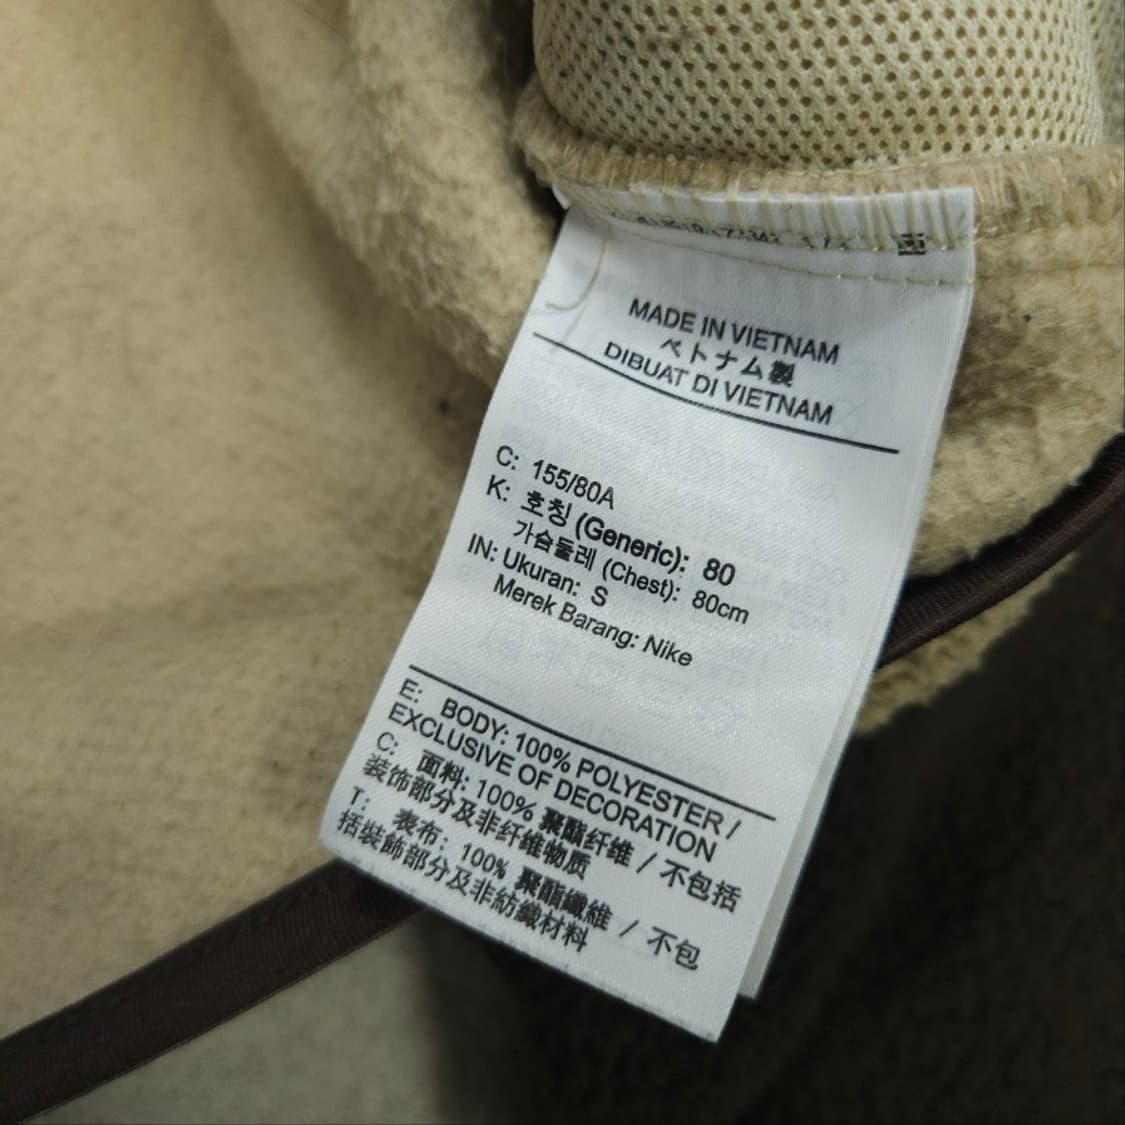 MADE IN VIETNAM
ベトナム製
DIBUAT DI VIETNAM
C: 155/80A
K: 호칭 (Generic): 80
가슴둘레 (Chest): 80cm
IN: Ukuran: S
Merek Barang: Nike
E: BODY: 100% POLYESTER /
EXCLUSIVE OF DECORATION
C: 面料: 100% 聚酯纤维 / 不包括
装饰部分及非纤维物质
T: 表布: 100% 聚酯纖維 / 不包
括裝飾部分及非紡織材料